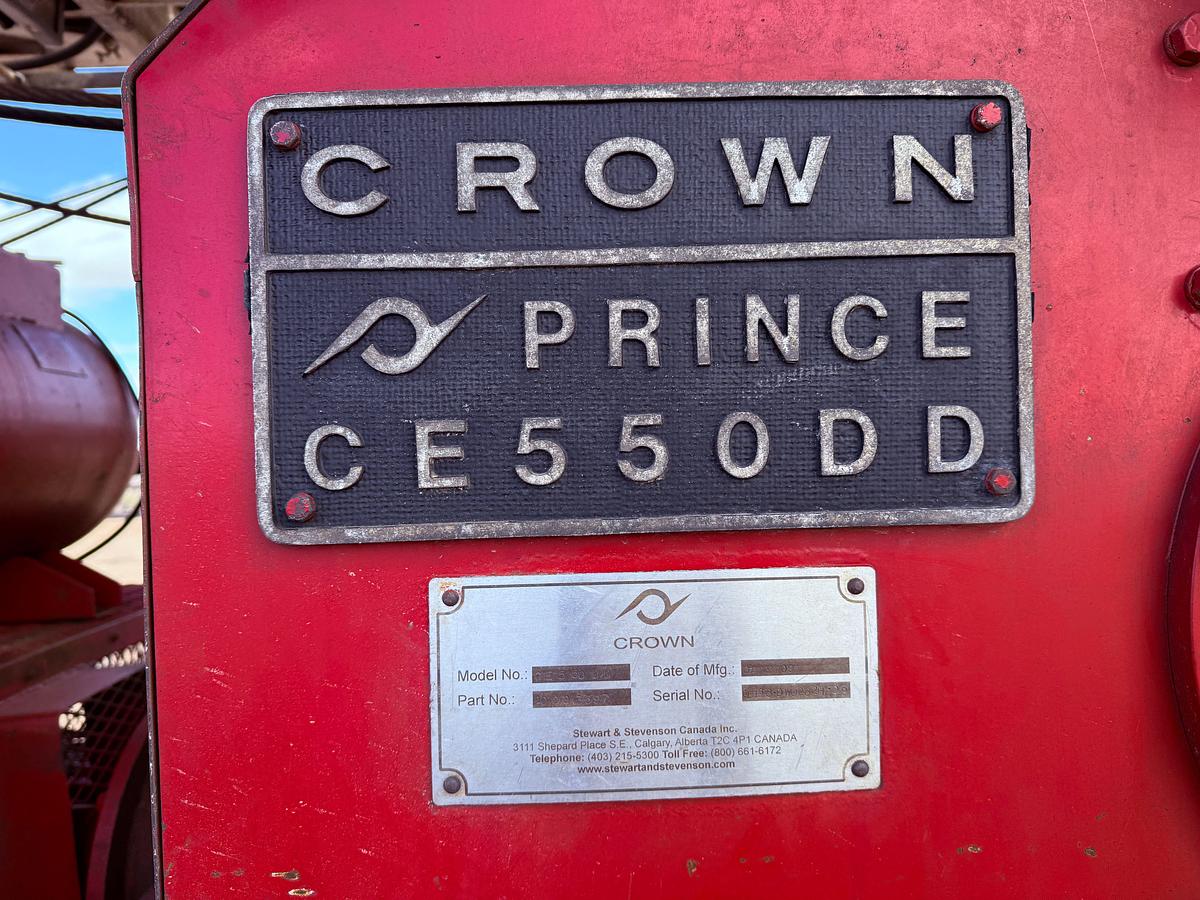 CROWN
PRINCE
CE550DD
CROWN
Model No.: Date of Mfg.:
Part No.: Serial No.:
Stewart & Stevenson Canada Inc.
3111 Shepard Place S.E., Calgary, Alberta T2C 4P1 CANADA
Telephone: (403) 215-5300 Toll Free: (800) 661-6172
www.stewartandstevenson.com